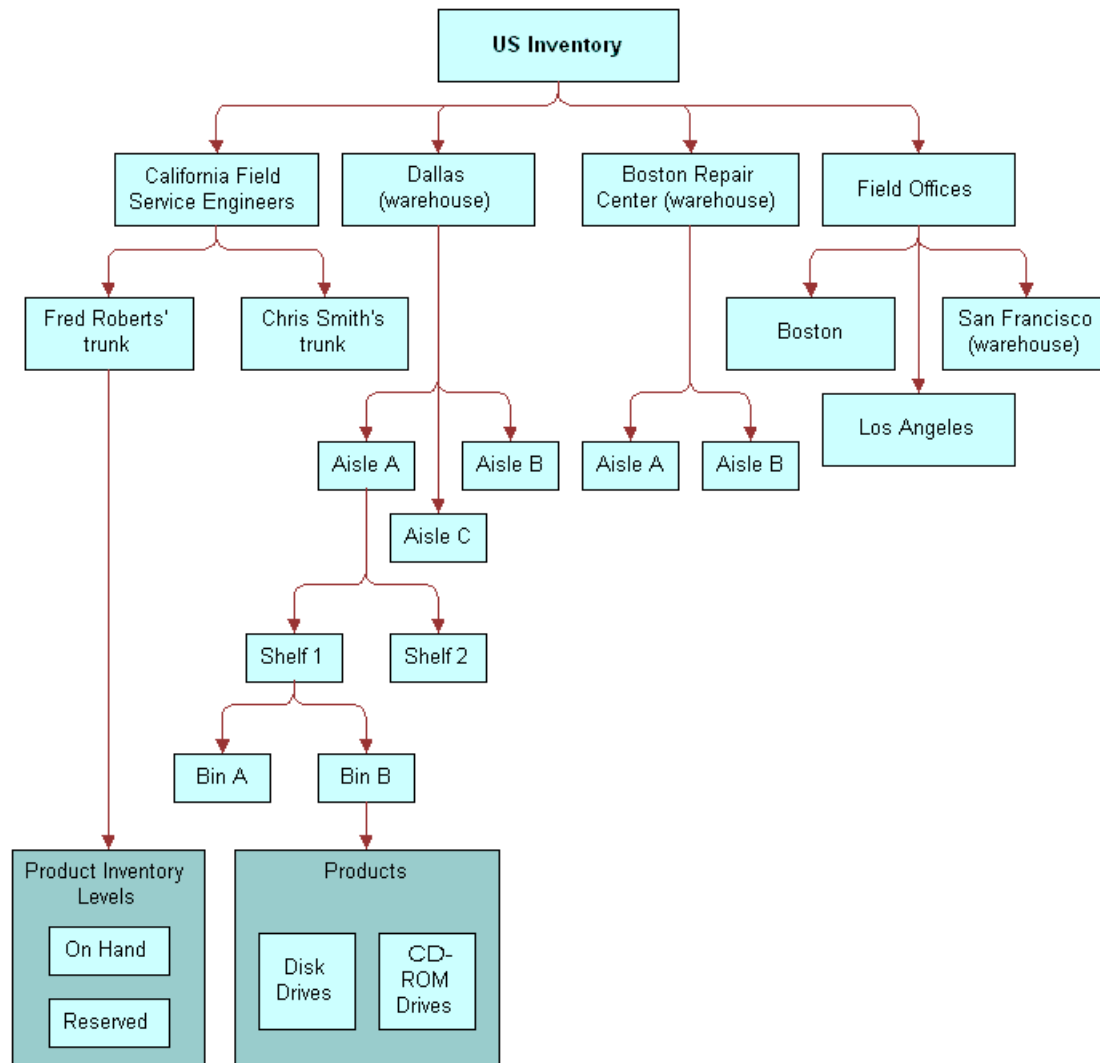 US Inventory
California Field
Service Engineers
Dallas
(warehouse)
Boston Repair
Center (warehouse)
Field Offices
Fred Roberts'
trunk
Chris Smith's
trunk
Boston
San Francisco
(warehouse)
Los Angeles
Aisle A
Aisle B
Aisle A
Aisle B
Aisle C
Shelf 1
Shelf 2
Bin A
Bin B
Product Inventory
Levels
On Hand
Reserved
Products
Disk
Drives
CD-
ROM
Drives